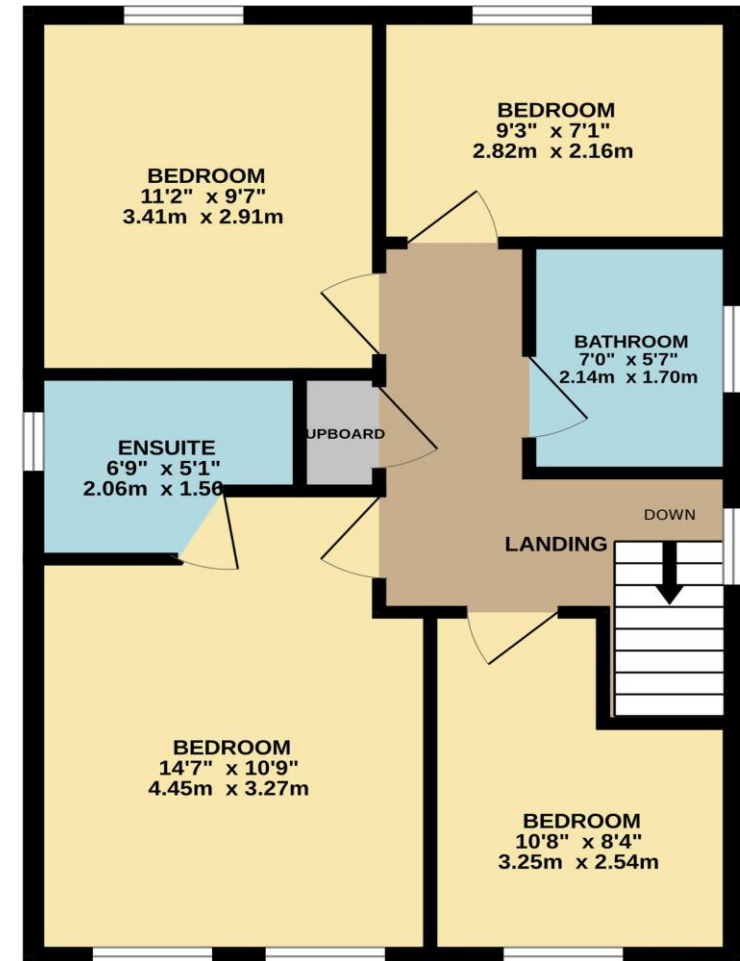 BEDROOM
11'2" x 9'7"
3.41m x 2.91m
BEDROOM
9'3" x 7'1"
2.82m x 2.16m
BATHROOM
7'0" x 5'7"
2.14m x 1.70m
ENSUITE
6'9" x 5'1"
2.06m x 1.56
UPBOARD
DOWN
LANDING
BEDROOM
14'7" x 10'9"
4.45m x 3.27m
BEDROOM
10'8" x 8'4"
3.25m x 2.54m